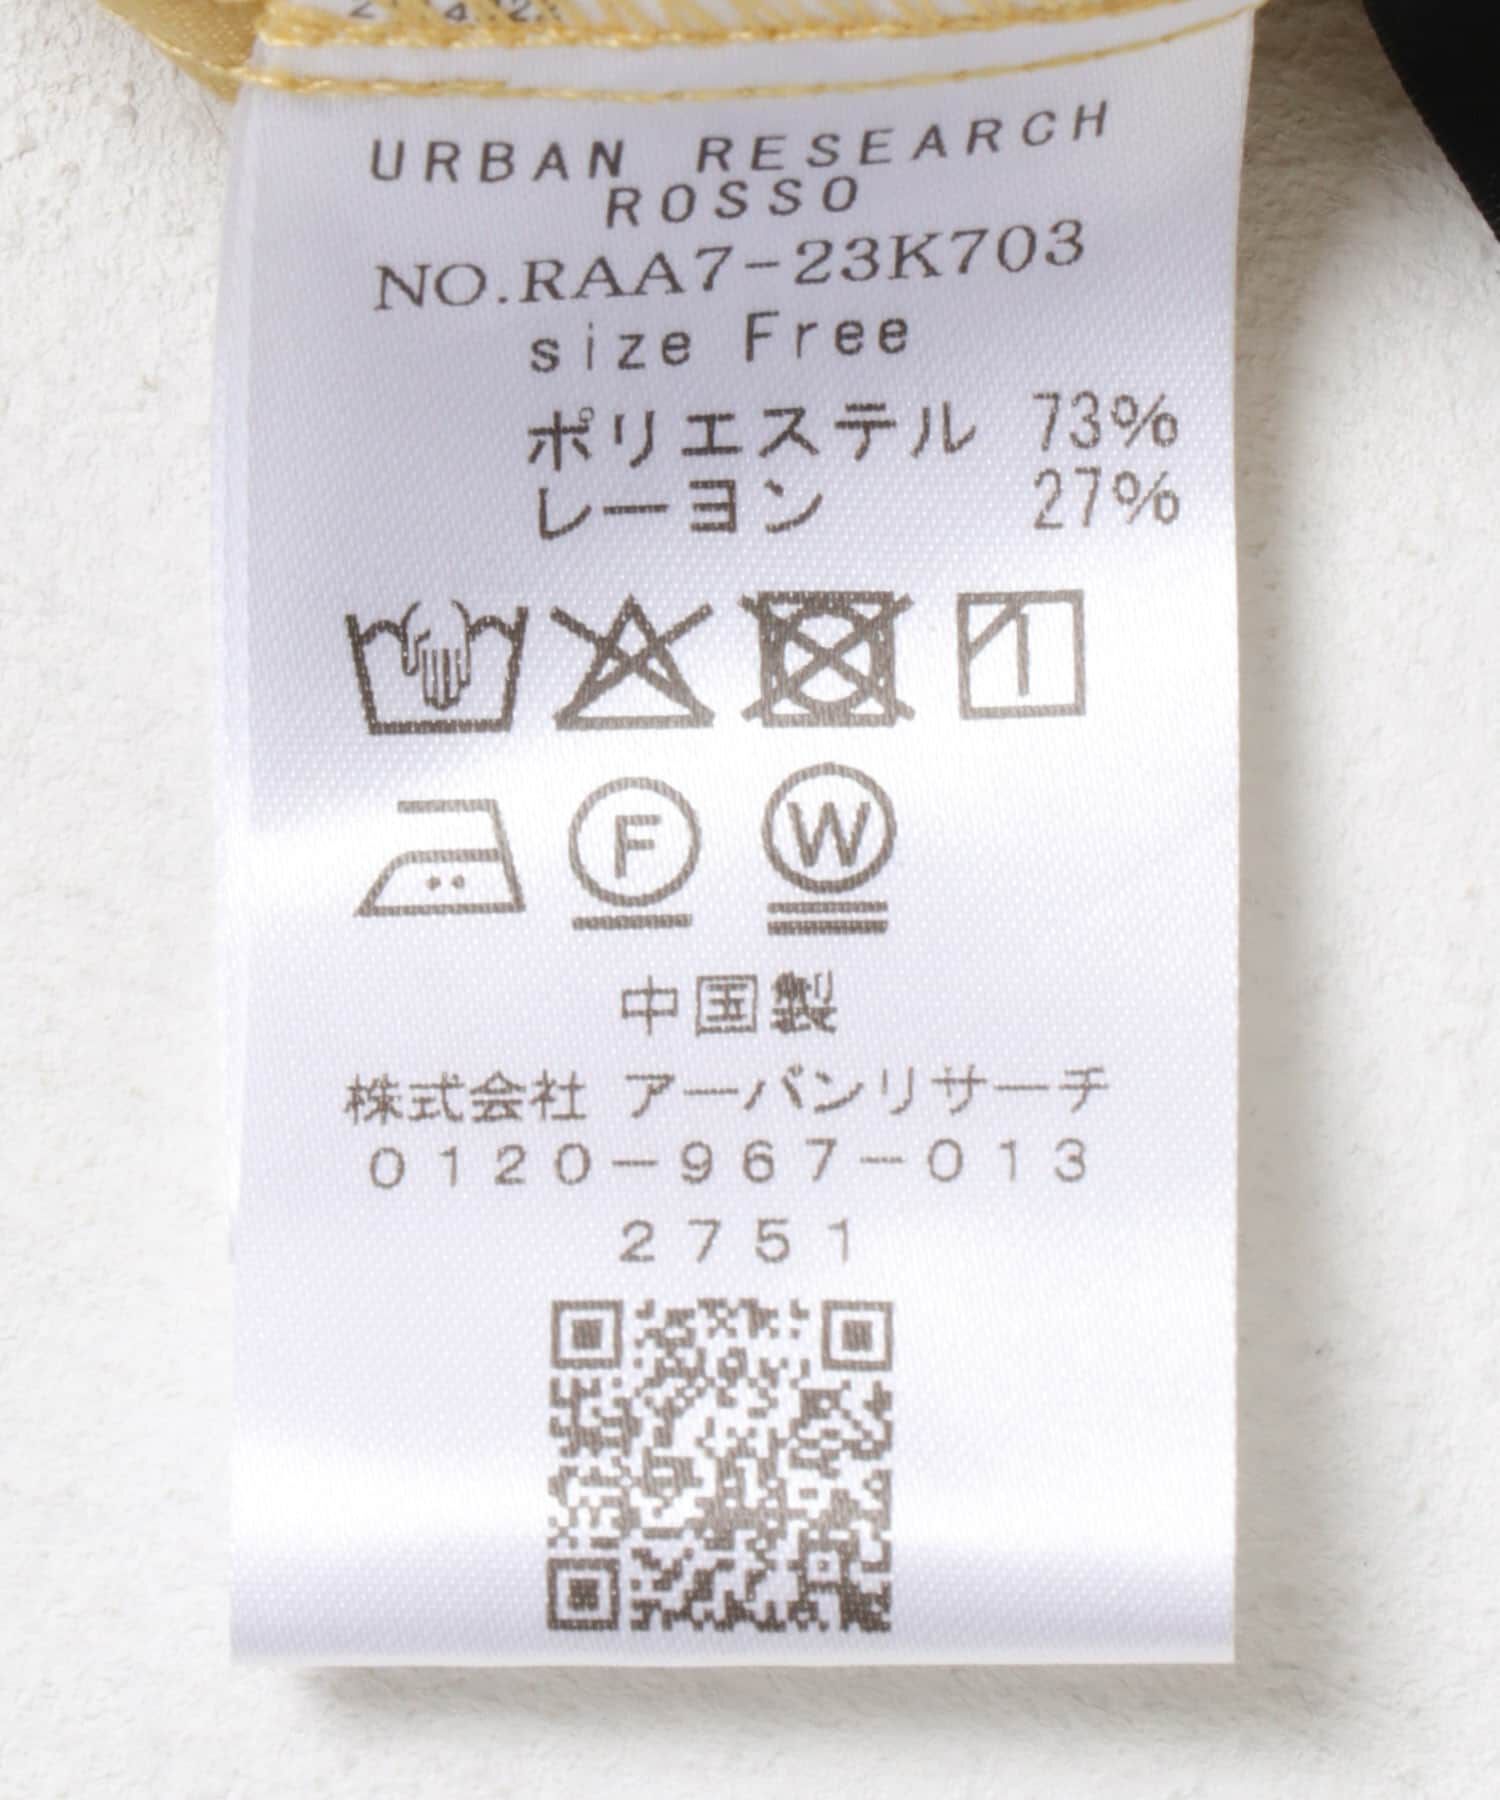 URBAN RESEARCH
ROSSO
NO.RAA7-23K703
size Free
ポリエステル 73%
レーヨン 27%
F W
中国製
株式会社 アーバンリサーチ
0120-967-013
2751